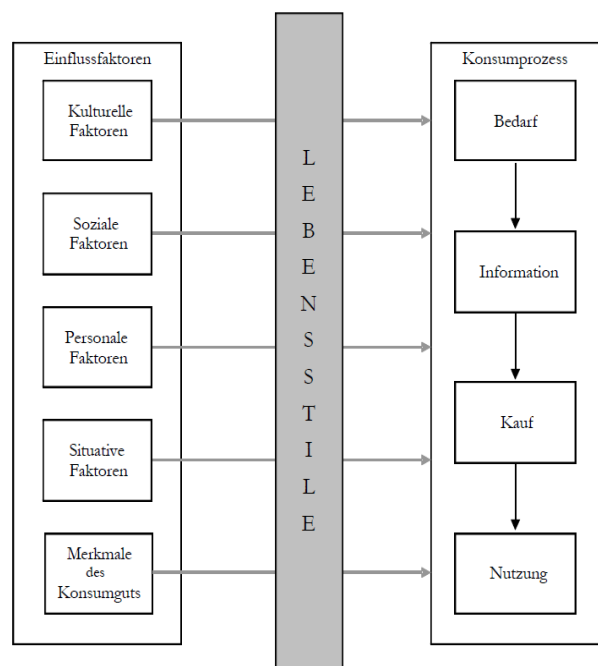 Einflussfaktoren
Kulturelle
Faktoren
Soziale
Faktoren
Personale
Faktoren
Situative
Faktoren
Merkmale
des
Konsumguts
L
E
B
E
N
S
S
T
I
L
E
Konsumprozess
Bedarf
Information
Kauf
Nutzung